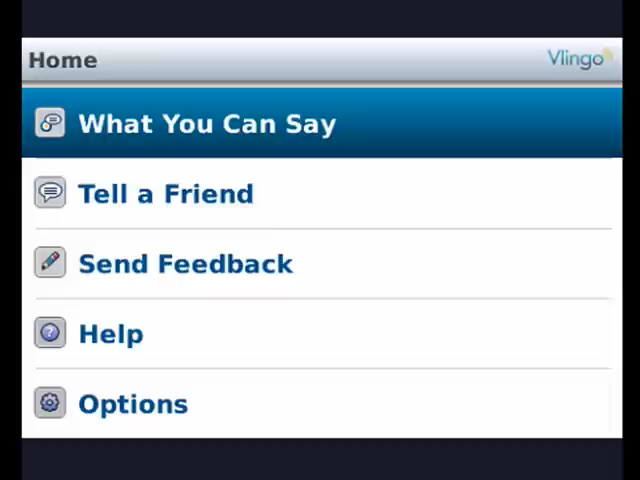 Home
Vlingo
What You Can Say
Tell a Friend
Send Feedback
Help
Options